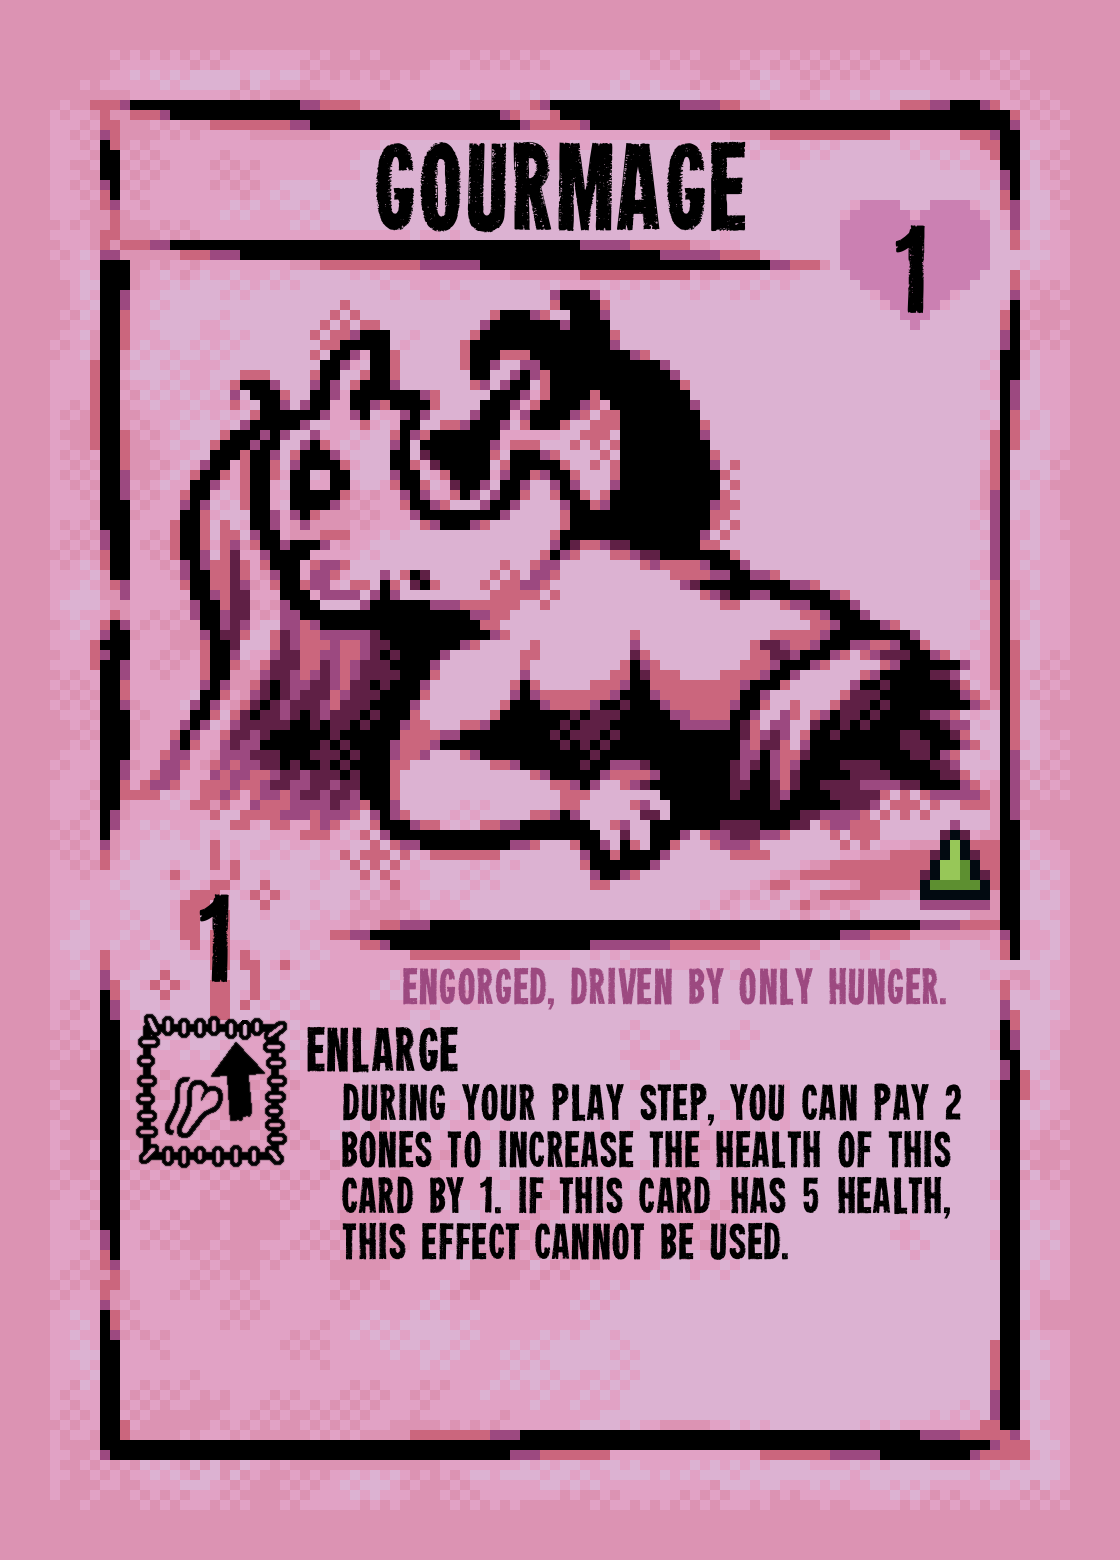 GOURMAGE
1
1
ENGORGED, DRIVEN BY ONLY HUNGER.
ENLARGE
DURING YOUR PLAY STEP, YOU CAN PAY 2
BONES TO INCREASE THE HEALTH OF THIS
CARD BY 1. IF THIS CARD HAS 5 HEALTH,
THIS EFFECT CANNOT BE USED.